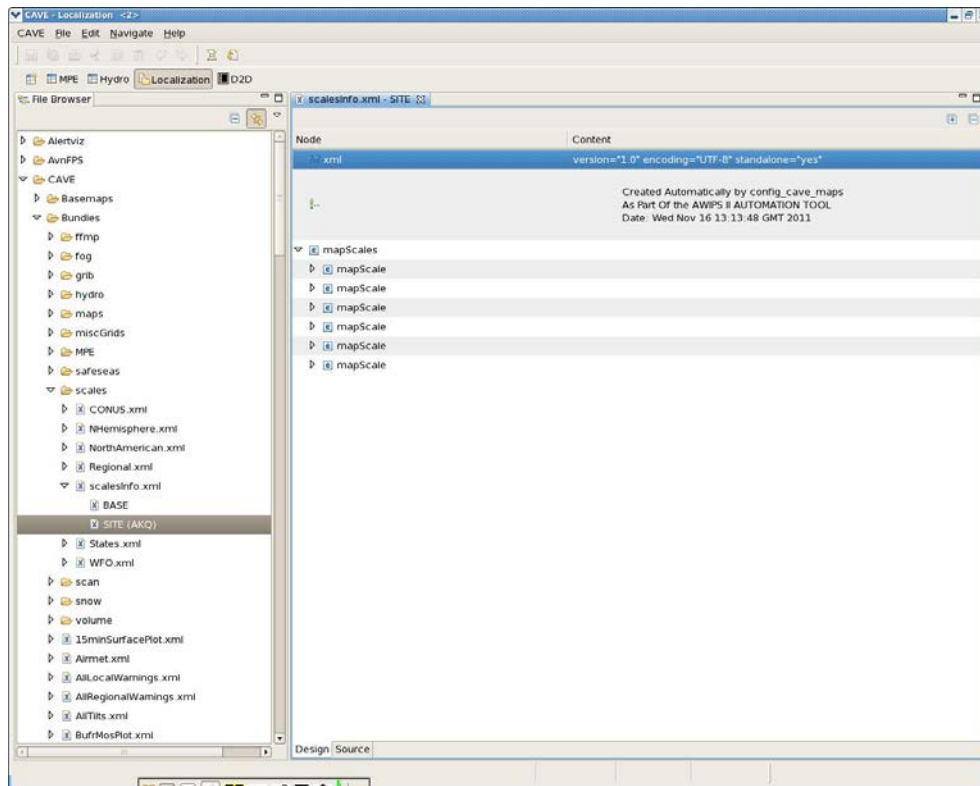 CAVE - Localization <2>
CAVE File Edit Navigate Help
MPE Hydro Localization D2D
File Browser
scalesInfo.xml - SITE
Alertviz
AvnFPS
CAVE
Basemaps
Bundles
ffmp
fog
grib
hydro
maps
miscGrids
MPE
safeseas
scales
CONUS.xml
NHemisphere.xml
NorthAmerican.xml
Regional.xml
scalesInfo.xml
BASE
SITE (AKQ)
States.xml
WFO.xml
scan
snow
volume
15minSurfacePlot.xml
Airmet.xml
AllLocalWarnings.xml
AllRegionalWarnings.xml
AllTilts.xml
BufrMosPlot.xml
Node Content
xml version="1.0" encoding="UTF-8" standalone="yes"
Created Automatically by config_cave_maps
As Part Of the AWIPS II AUTOMATION TOOL
Date: Wed Nov 16 13:13:48 GMT 2011
mapScales
mapScale
mapScale
mapScale
mapScale
mapScale
mapScale
Design Source